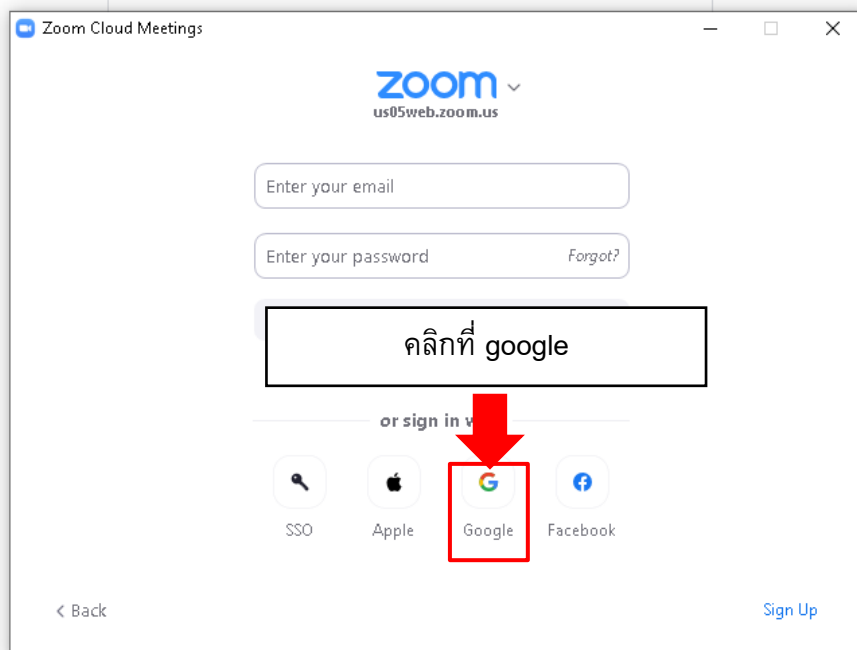 Zoom Cloud Meetings
zoom
us05web.zoom.us
Enter your email
Enter your password Forgot?
คลิกที่ google
or sign in
SSO Apple Google Facebook
< Back Sign Up